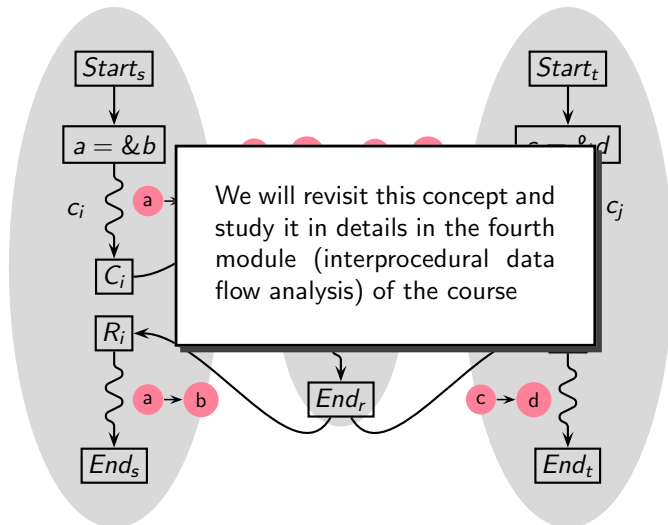 Start_s
Start_t
a = &b
& d
c_i
a
c_j
We will revisit this concept and
study it in details in the fourth
module (interprocedural data
flow analysis) of the course
C_i
R_i
a b
End_r
c d
End_s
End_t